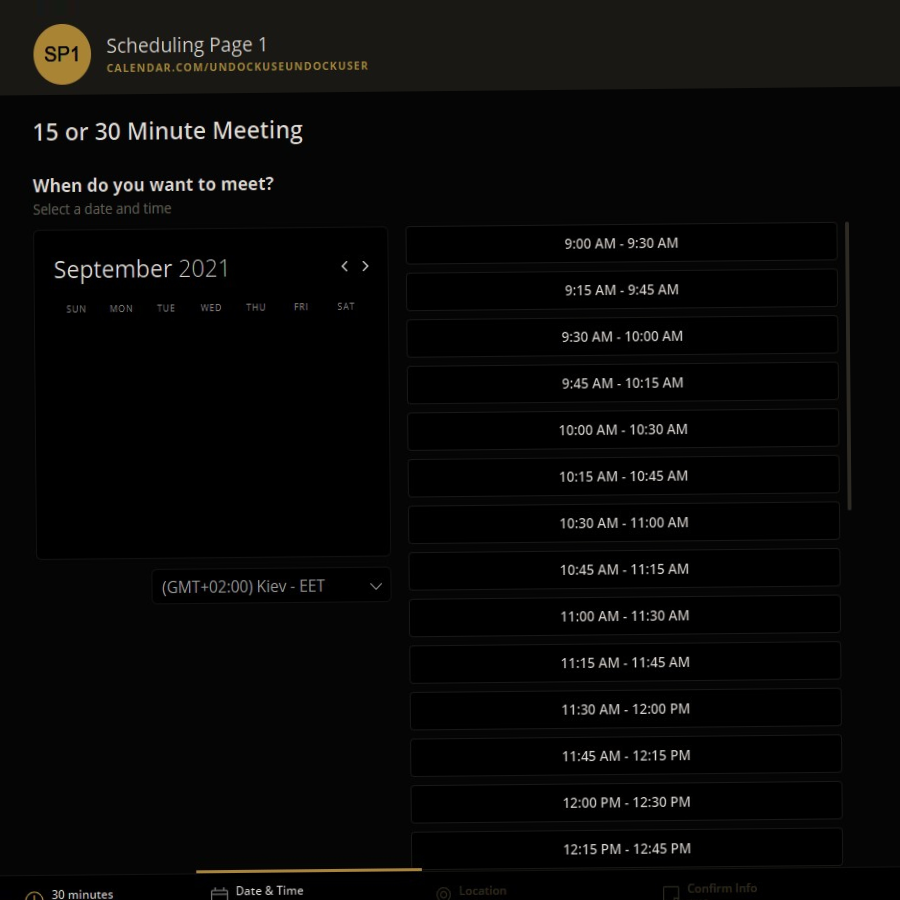 SP1
Scheduling Page 1
CALENDAR.COM/UNDOCKUSEUNDOCKUSER
15 or 30 Minute Meeting
When do you want to meet?
Select a date and time
September 2021
SUN MON TUE WED THU FRI SAT
(GMT+02:00) Kiev - EET
9:00 AM - 9:30 AM
9:15 AM - 9:45 AM
9:30 AM - 10:00 AM
9:45 AM - 10:15 AM
10:00 AM - 10:30 AM
10:15 AM - 10:45 AM
10:30 AM - 11:00 AM
10:45 AM - 11:15 AM
11:00 AM - 11:30 AM
11:15 AM - 11:45 AM
11:30 AM - 12:00 PM
11:45 AM - 12:15 PM
12:00 PM - 12:30 PM
12:15 PM - 12:45 PM
30 minutes
Date & Time
Location
Confirm Info